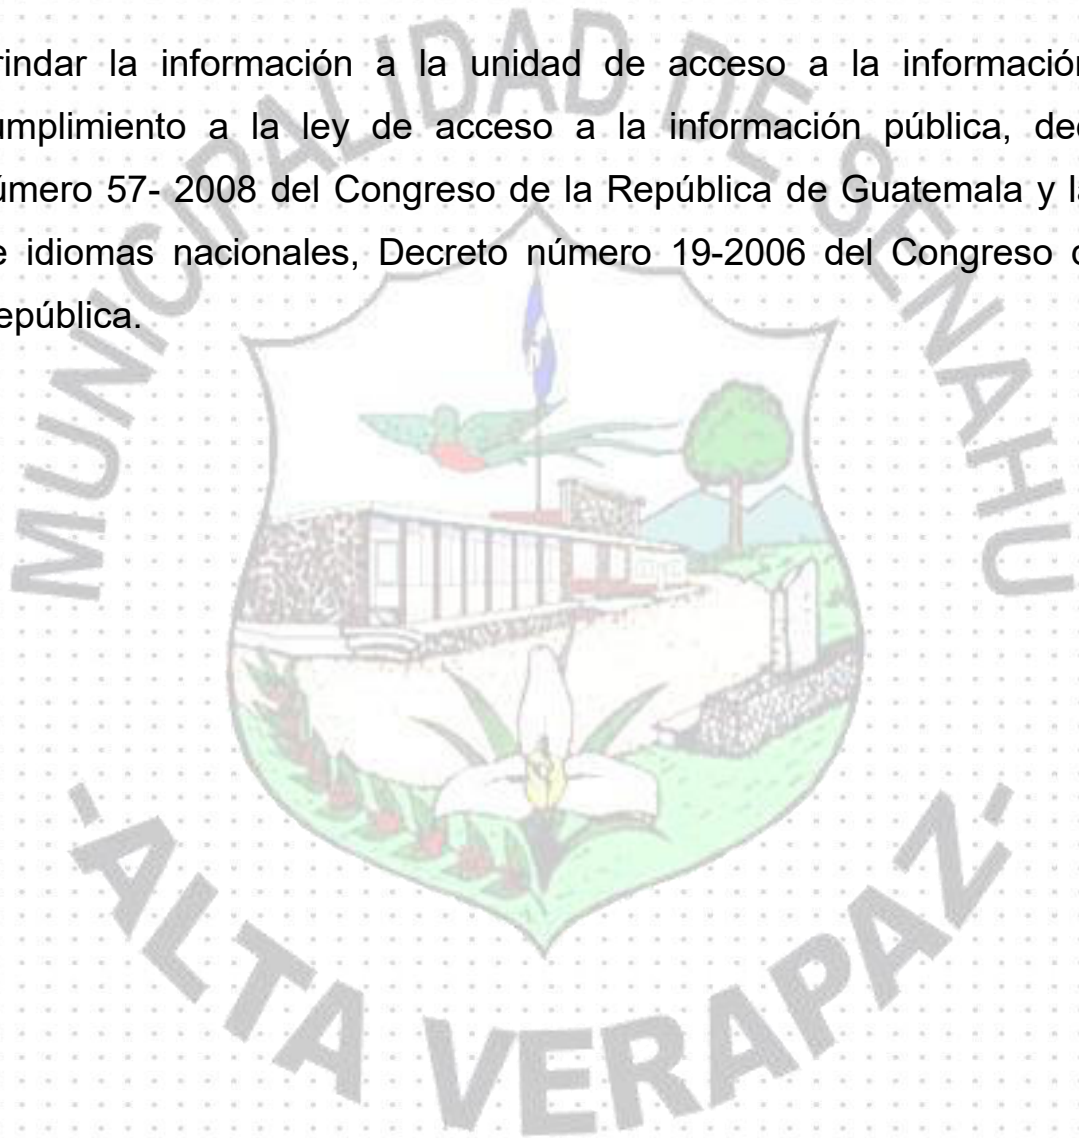 rindar la información a la unidad de acceso a la información
umplimiento a la ley de acceso a la información pública, dec
úmero 57- 2008 del Congreso de la República de Guatemala y l
e idiomas nacionales, Decreto número 19-2006 del Congreso
epública.
MUNICIPALIDAD DE SENAHU
-ALTA VERAPAZ-